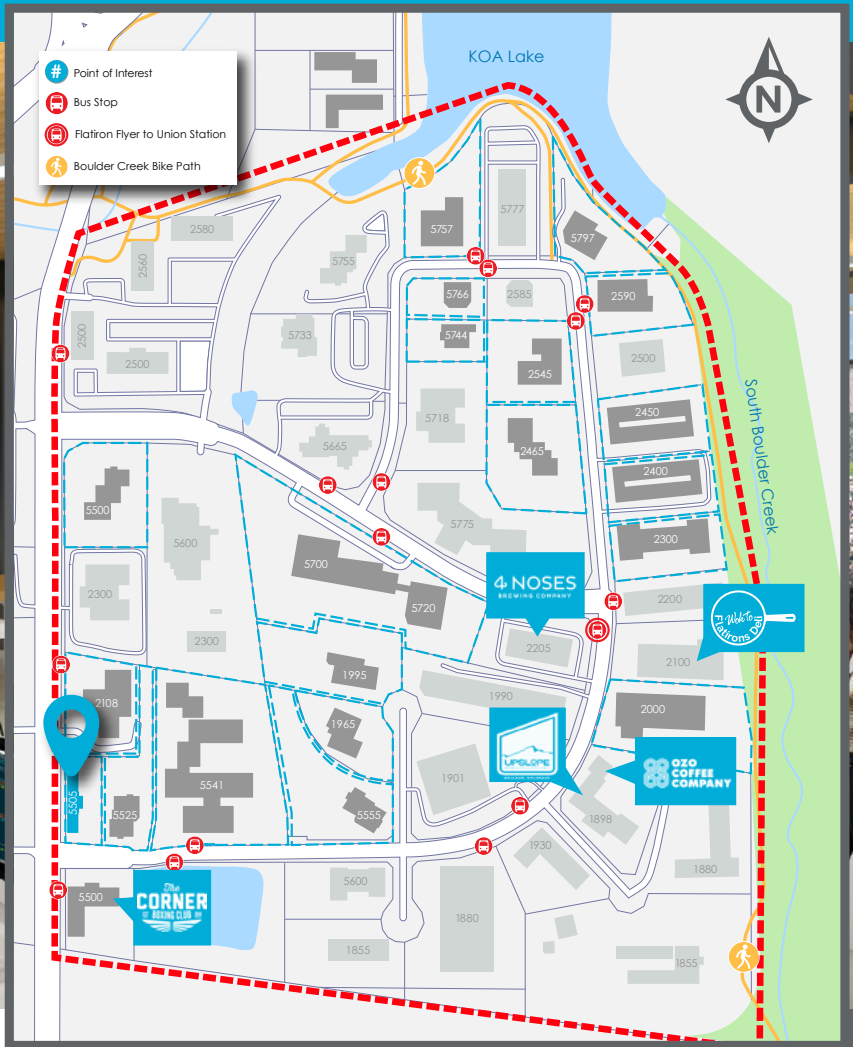 KOA Lake
N
#
Point of Interest
Bus Stop
Flatiron Flyer to Union Station
Boulder Creek Bike Path
2580
2560
5755
5757
5777
5797
2500
2500
5733
5766
2585
2590
5744
2545
2500
5718
5665
2465
2450
2400
South Boulder Creek
5500
5600
5775
2300
2300
5700
5720
4 NOSES
BREWING COMPANY
2200
2205
Wok to
Flatirons Deli
2100
2300
1995
1990
2108
1965
2000
UPSLOPE
OZO
COFFEE
COMPANY
5505
5525
5541
5555
1901
1898
1930
1880
5500
The
CORNER
BOXING CLUB
5600
1880
1855
1855